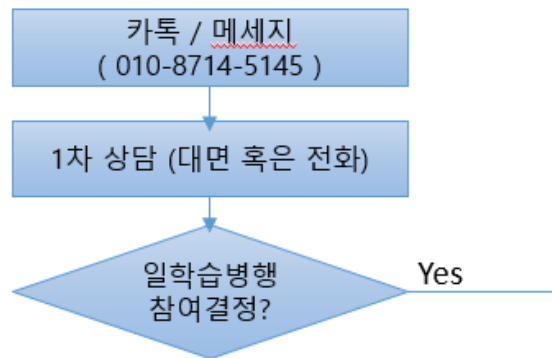 카톡 / 메세지
( 010-8714-5145 )
1차 상담 (대면 혹은 전화)
일학습병행
참여결정?
Yes